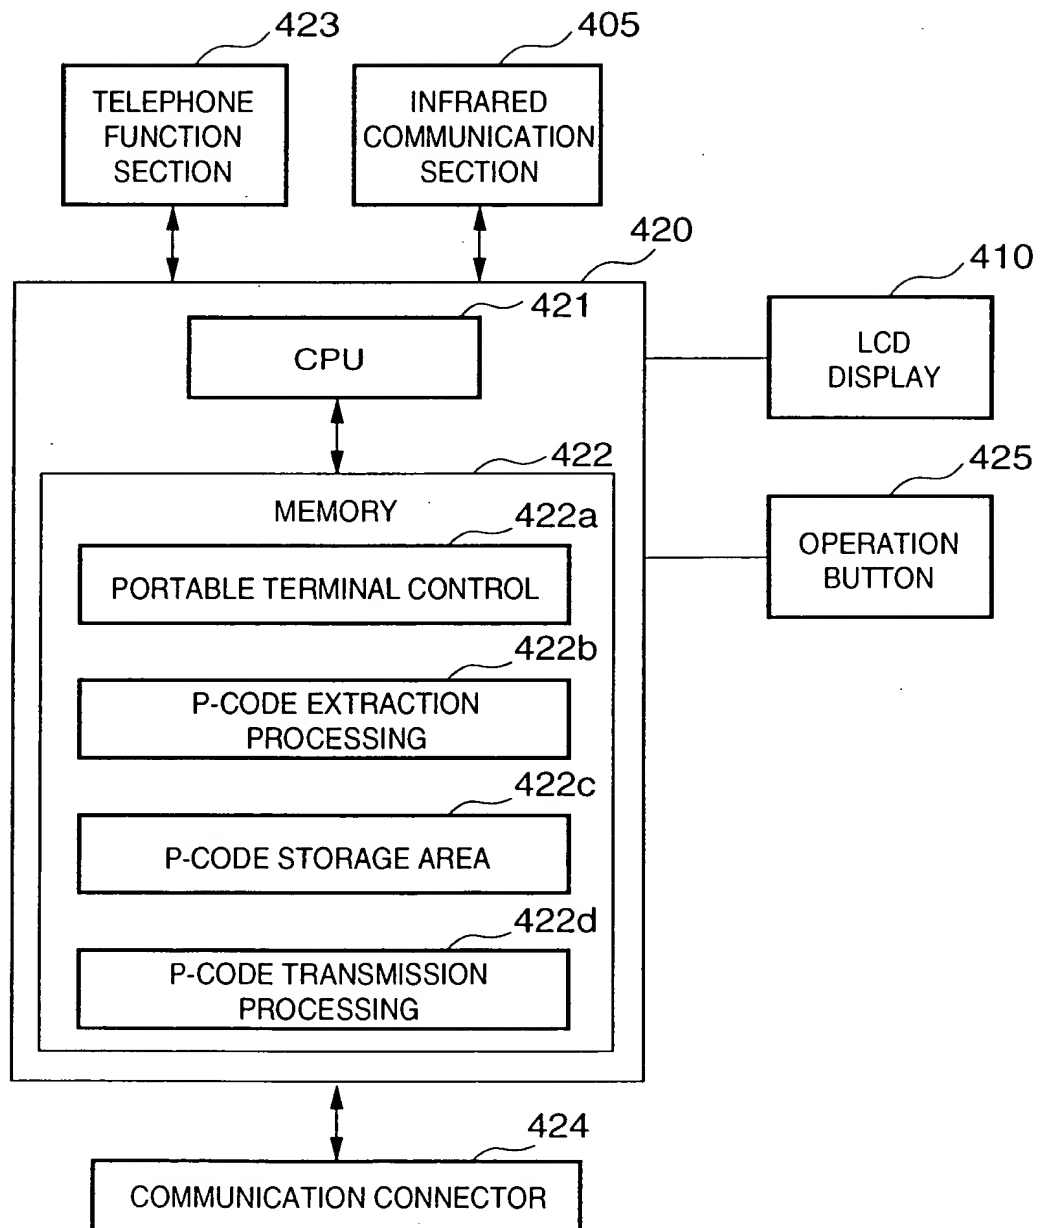 423
405
TELEPHONE
FUNCTION
SECTION
INFRARED
COMMUNICATION
SECTION
420
410
421
CPU
LCD
DISPLAY
422
425
MEMORY
422a
OPERATION
BUTTON
PORTABLE TERMINAL CONTROL
422b
P-CODE EXTRACTION
PROCESSING
422c
P-CODE STORAGE AREA
422d
P-CODE TRANSMISSION
PROCESSING
424
COMMUNICATION CONNECTOR